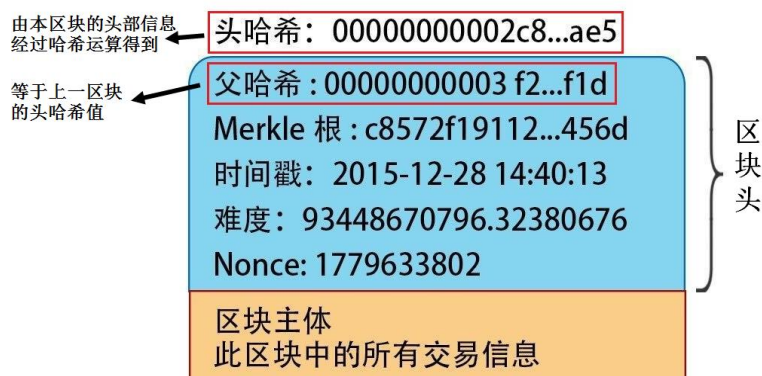 由本区块的头部信息
经过哈希运算得到
头哈希：00000000002c8...ae5
等于上一区块
的头哈希值
父哈希 : 00000000003 f2...f1d
Merkle 根 : c8572f19112...456d
时间戳：2015-12-28 14:40:13
难度：93448670796.32380676
Nonce: 1779633802
区块头
区块主体
此区块中的所有交易信息